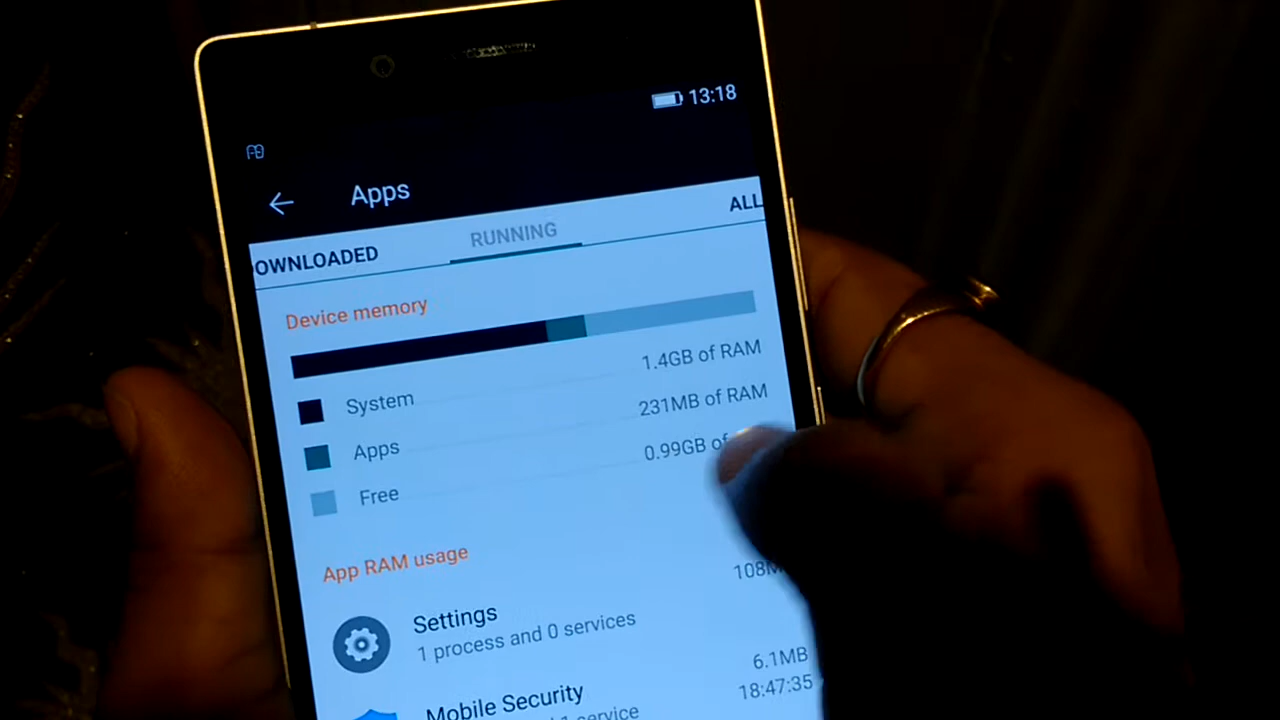 13:18
Apps
OWNLOADED RUNNING ALL
Device memory
System 1.4GB of RAM
Apps 231MB of RAM
Free 0.99GB of
App RAM usage
Settings 108M
1 process and 0 services
Mobile Security 6.1MB
1 service 18:47:35